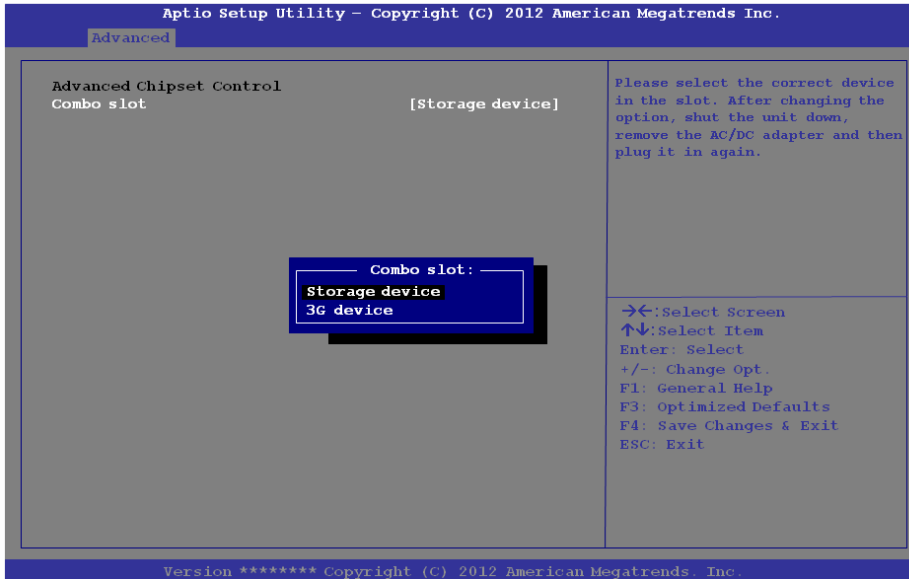 Aptio Setup Utility – Copyright (C) 2012 American Megatrends Inc.
Advanced
Advanced Chipset Control
Combo slot [Storage device]
Please select the correct device
in the slot. After changing the
option, shut the unit down,
remove the AC/DC adapter and then
plug it in again.
Combo slot:
Storage device
3G device
→←:Select Screen
↑↓:Select Item
Enter: Select
+/-: Change Opt.
F1: General Help
F3: Optimized Defaults
F4: Save Changes & Exit
ESC: Exit
Version ******** Copyright (C) 2012 American Megatrends. Inc.